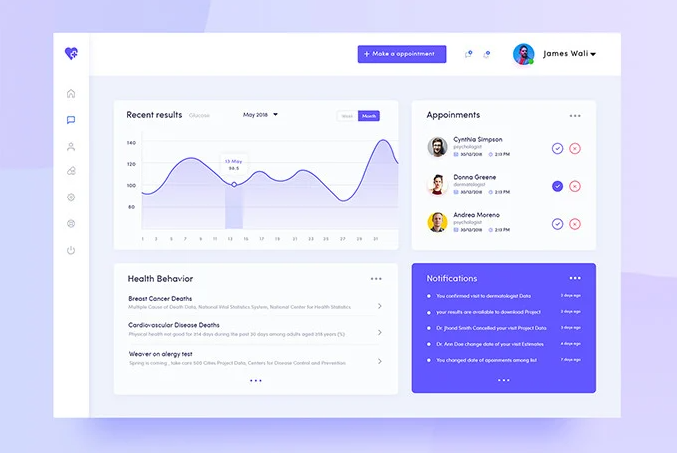 + Make a appointment
James Wali
Recent results
Glucose
May 2018
Week
Month
140
120
100
80
13 May
96.5
1 3 5 7 9 11 13 15 17 19 21 23 25 27 29 31
Appoinments
Cynthia Simpson
psychologist
30/12/2018 2:13 PM
Donna Greene
dermatologist
30/12/2018 2:13 PM
Andrea Moreno
psychologist
30/12/2018 2:13 PM
Health Behavior
Breast Cancer Deaths
Multiple Cause of Death Data, National Vital Statistics System, National Center for Health Statistics
Cardiovascular Disease Deaths
Physical health not good for ≥14 days during the past 30 days among adults aged ≥18 years (%)
Weaver on alergy test
Spring is coming , take care 500 Cities Project Data, Centers for Disease Control and Prevention
Notifications
You confirmed visit to dermatologist Data
2 days ago
your results are available to download Project
3 days ago
Dr. Jhond Smith Cancelled your visit Project Data
3 days ago
Dr. Ann Doe change date of your visit Estimates
4 days ago
You changed date of apoinments among list
7 days ago